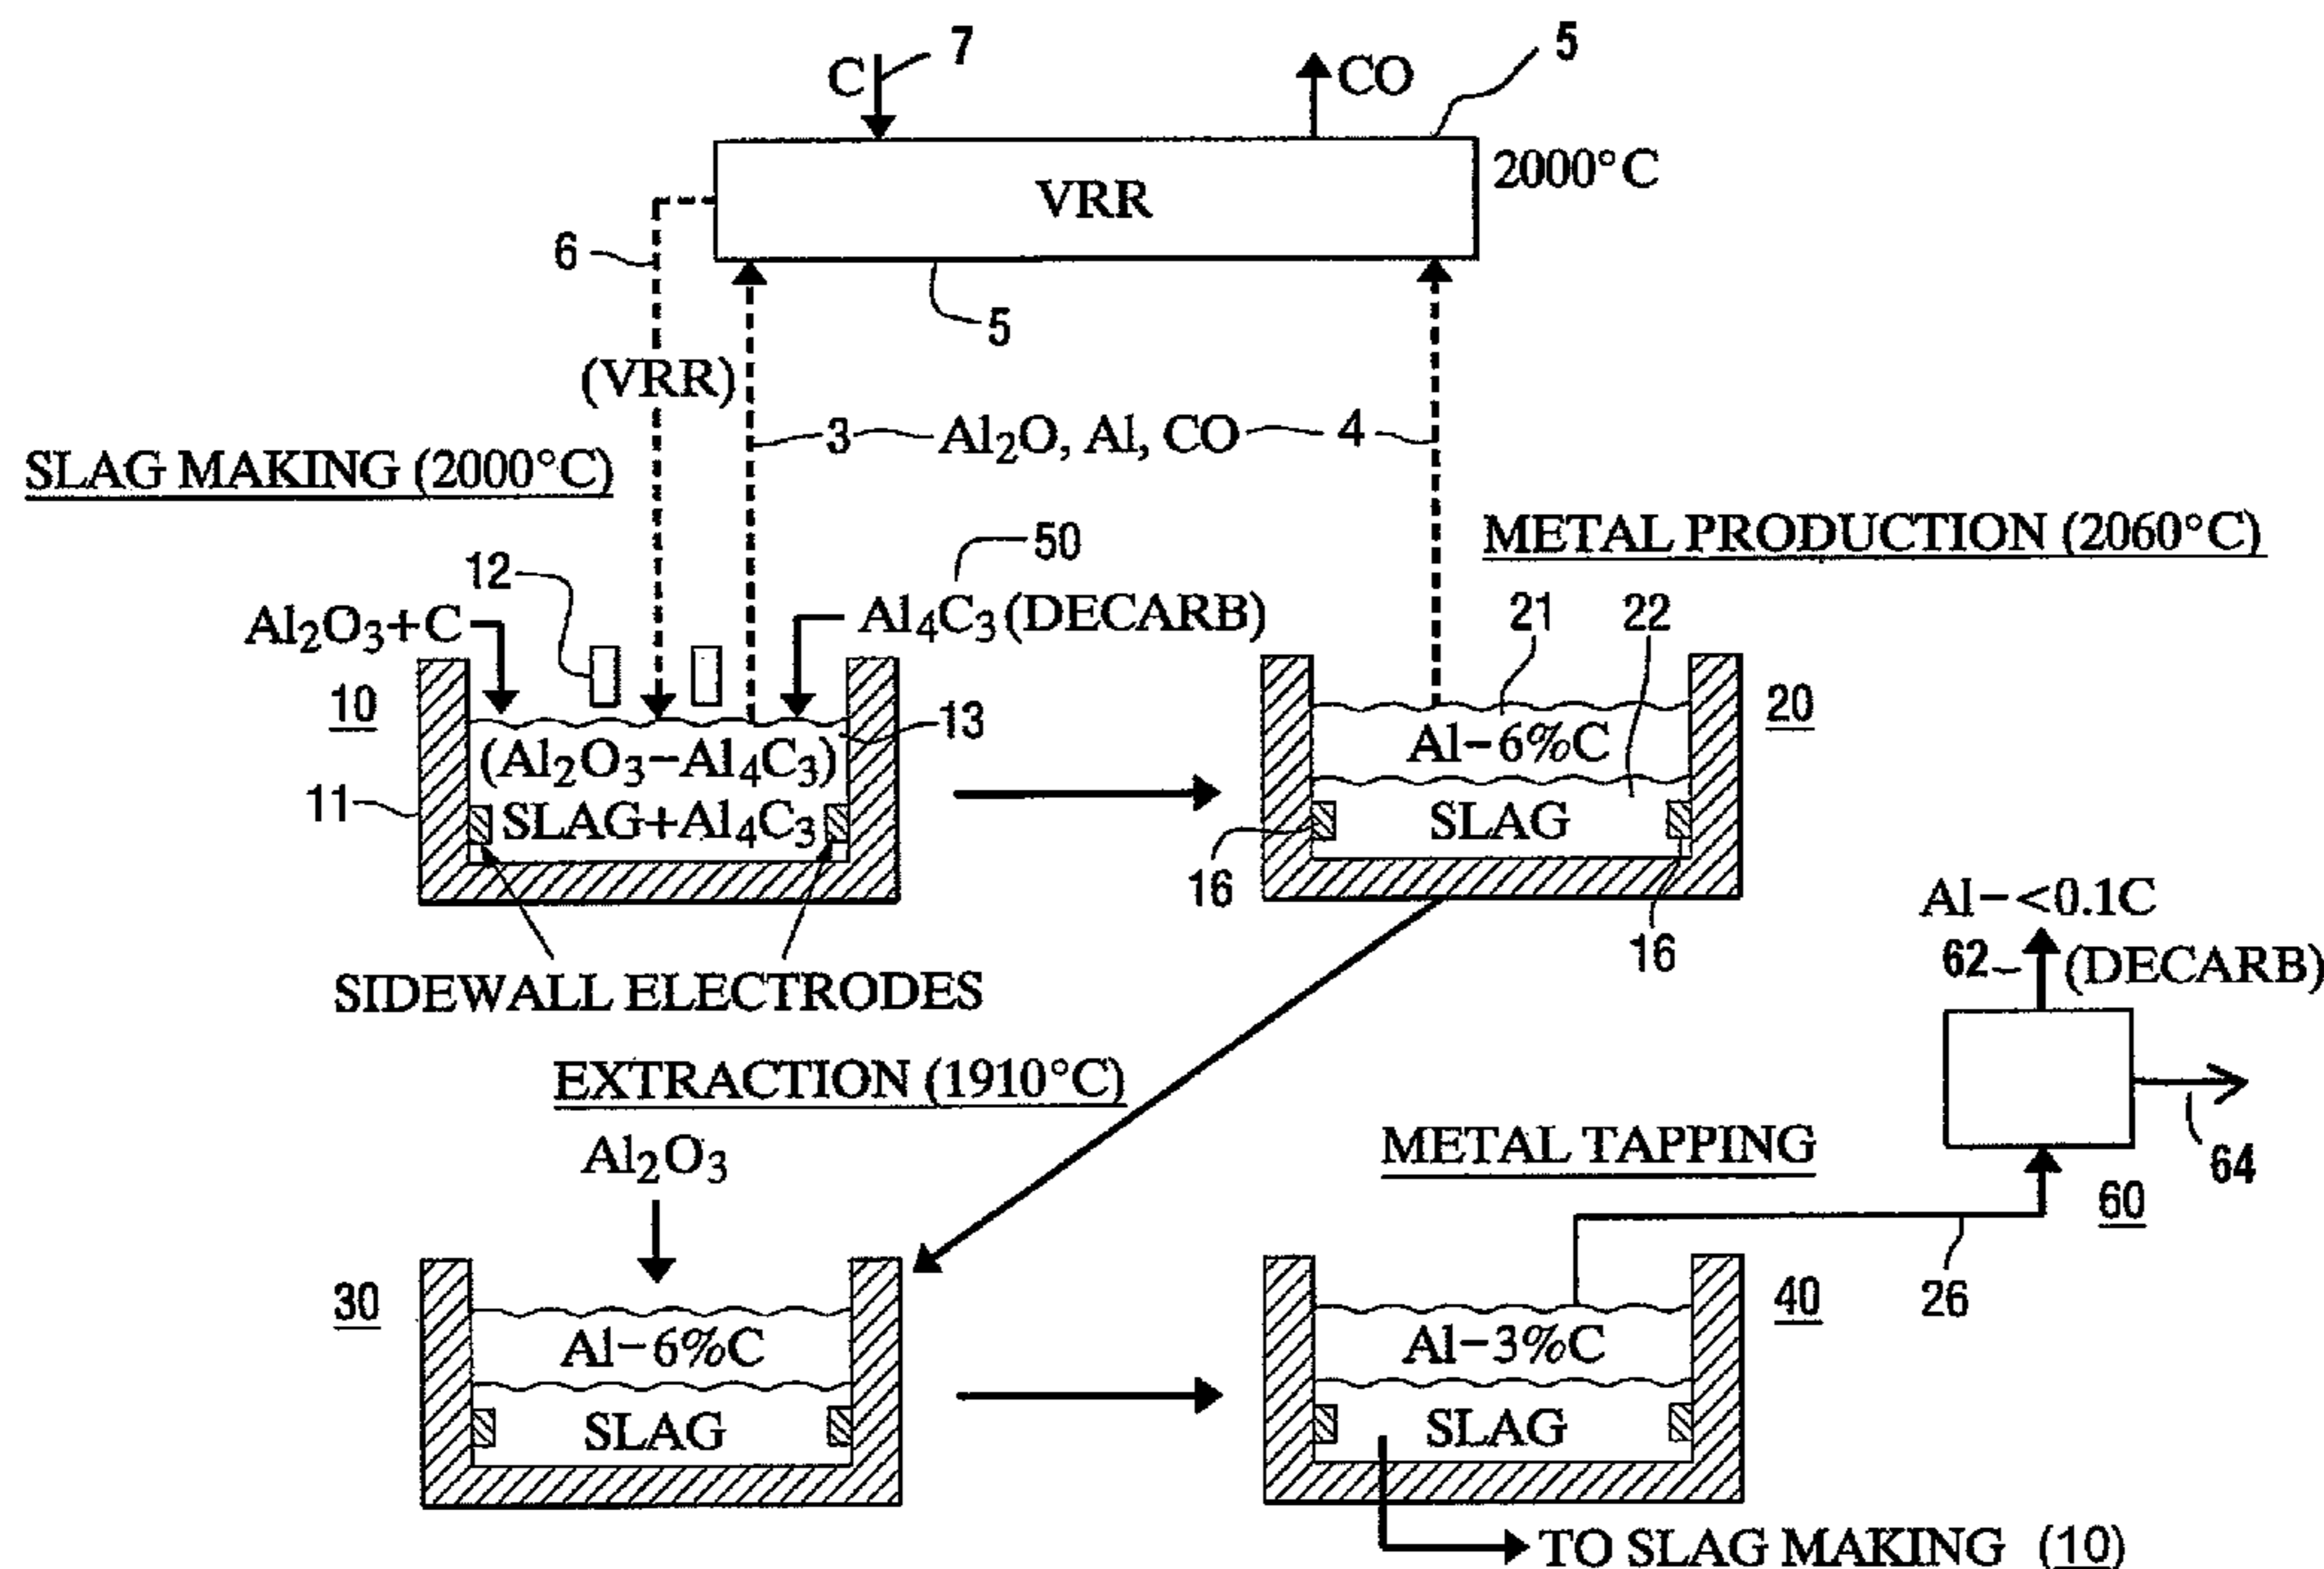 7
C
CO
5
VRR
2000°C
6
5
(VRR)
3
Al₂O, Al, CO
4
SLAG MAKING (2000°C)
METAL PRODUCTION (2060°C)
50
12
Al₂O₃+C
Al₄C₃ (DECARB)
21
22
10
13
20
(Al₂O₃−Al₄C₃)
Al−6%C
11
SLAG+Al₄C₃
SLAG
16
16
SIDEWALL ELECTRODES
Al−<0.1C
62
(DECARB)
EXTRACTION (1910°C)
Al₂O₃
METAL TAPPING
64
60
26
30
40
Al−6%C
Al−3%C
SLAG
SLAG
TO SLAG MAKING (10)